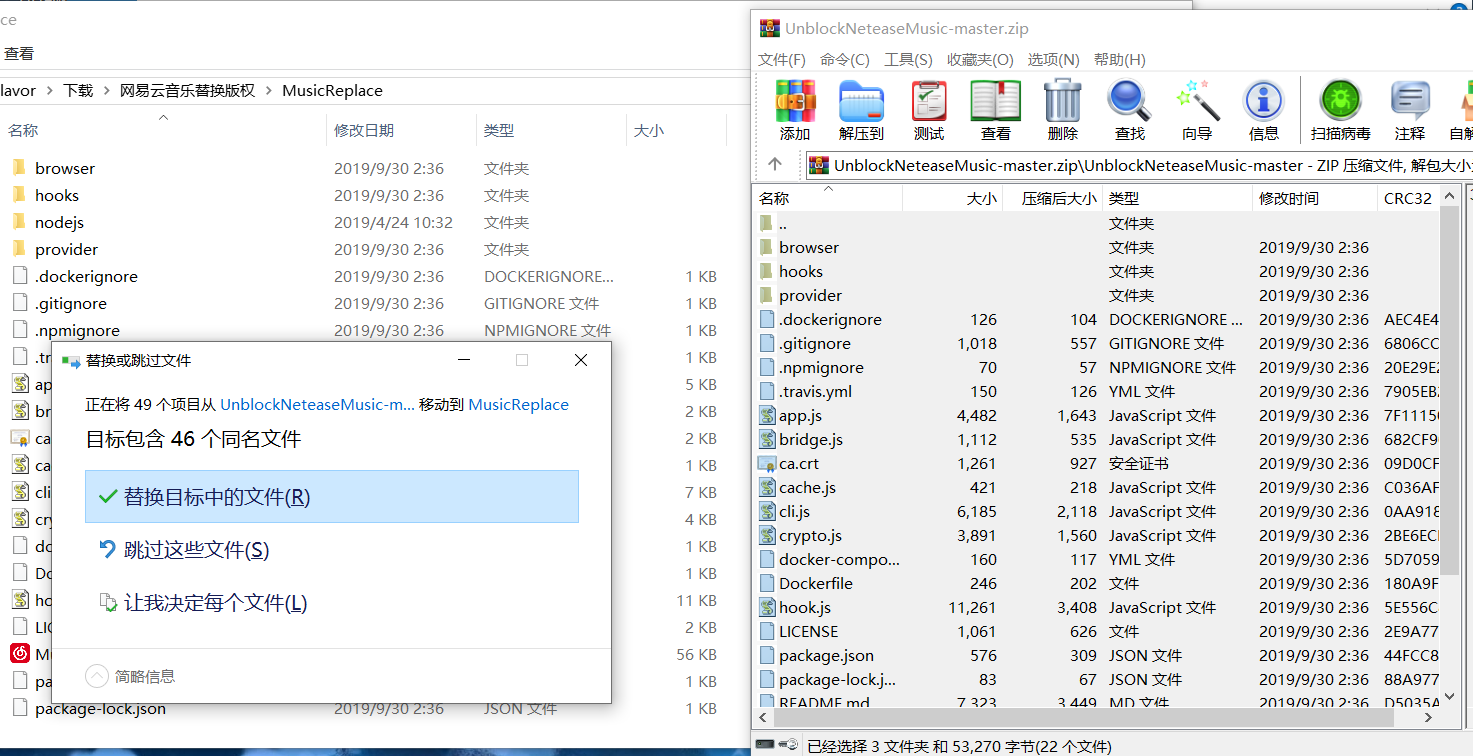 ce
查看
lavor > 下载 > 网易云音乐替换版权 > MusicReplace
名称 修改日期 类型 大小
browser 2019/9/30 2:36 文件夹
hooks 2019/9/30 2:36 文件夹
nodejs 2019/4/24 10:32 文件夹
provider 2019/9/30 2:36 文件夹
.dockerignore 2019/9/30 2:36 DOCKERIGNORE... 1 KB
.gitignore 2019/9/30 2:36 GITIGNORE 文件 1 KB
.npmignore 2019/9/30 2:36 NPMIGNORE 文件 1 KB
.tr 1 KB
ap 5 KB
br 2 KB
ca 2 KB
ca 1 KB
cli 7 KB
cry 4 KB
do 1 KB
Do 1 KB
ho 11 KB
LIC 2 KB
M 56 KB
pa 1 KB
package-lock.json 2019/9/30 2:36 JSON 文件 1 KB
替换或跳过文件
正在将 49 个项目从 UnblockNeteaseMusic-m... 移动到 MusicReplace
目标包含 46 个同名文件
替换目标中的文件(R)
跳过这些文件(S)
让我决定每个文件(L)
简略信息
UnblockNeteaseMusic-master.zip
文件(F) 命令(C) 工具(S) 收藏夹(O) 选项(N) 帮助(H)
添加 解压到 测试 查看 删除 查找 向导 信息 扫描病毒 注释 自解
UnblockNeteaseMusic-master.zip\UnblockNeteaseMusic-master - ZIP 压缩文件, 解包大小
名称 大小 压缩后大小 类型 修改时间 CRC32
.. 文件夹
browser 文件夹 2019/9/30 2:36
hooks 文件夹 2019/9/30 2:36
provider 文件夹 2019/9/30 2:36
.dockerignore 126 104 DOCKERIGNORE ... 2019/9/30 2:36 AEC4E4
.gitignore 1,018 557 GITIGNORE 文件 2019/9/30 2:36 6806CC
.npmignore 70 57 NPMIGNORE 文件 2019/9/30 2:36 20E29E
.travis.yml 150 126 YML 文件 2019/9/30 2:36 7905EB
app.js 4,482 1,643 JavaScript 文件 2019/9/30 2:36 7F1115
bridge.js 1,112 535 JavaScript 文件 2019/9/30 2:36 682CF9
ca.crt 1,261 927 安全证书 2019/9/30 2:36 09D0CF
cache.js 421 218 JavaScript 文件 2019/9/30 2:36 C036AF
cli.js 6,185 2,118 JavaScript 文件 2019/9/30 2:36 0AA918
crypto.js 3,891 1,560 JavaScript 文件 2019/9/30 2:36 2BE6EC
docker-compo... 160 117 YML 文件 2019/9/30 2:36 5D7059
Dockerfile 246 202 文件 2019/9/30 2:36 180A9F
hook.js 11,261 3,408 JavaScript 文件 2019/9/30 2:36 5E556C
LICENSE 1,061 626 文件 2019/9/30 2:36 2E9A77
package.json 576 309 JSON 文件 2019/9/30 2:36 44FCC8
package-lock.j... 83 67 JSON 文件 2019/9/30 2:36 88A977
README.md 7,323 3,449 MD 文件 2019/9/30 2:36 D5035A
已经选择 3 文件夹 和 53,270 字节(22 个文件)